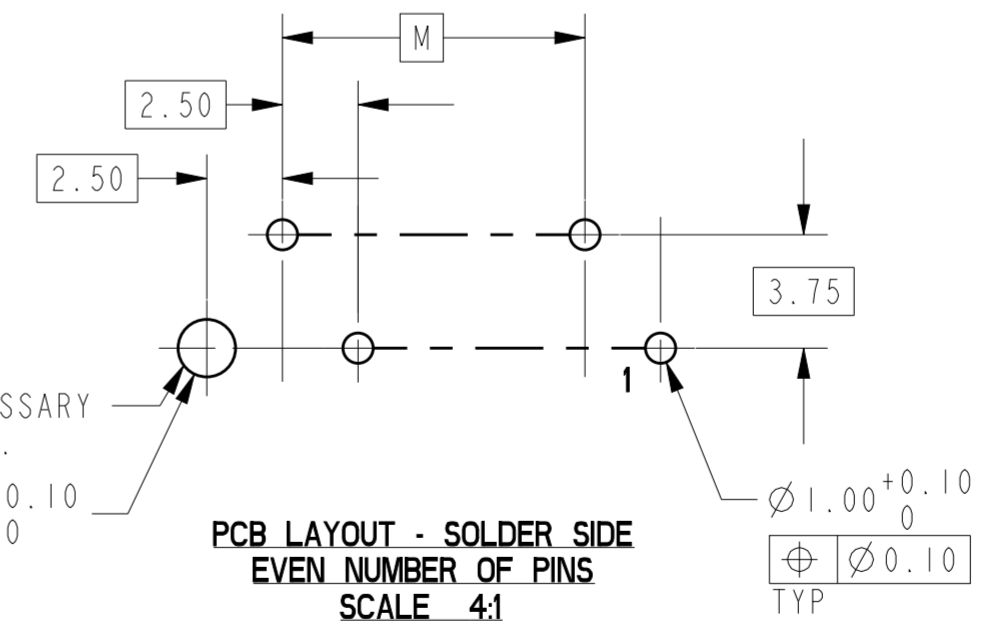 M
2.50
2.50
3.75
1
SSARY
.
0.10
0
Ø1.00 +0.10
0
⌖ Ø0.10
TYP
PCB LAYOUT - SOLDER SIDE
EVEN NUMBER OF PINS
SCALE 4:1